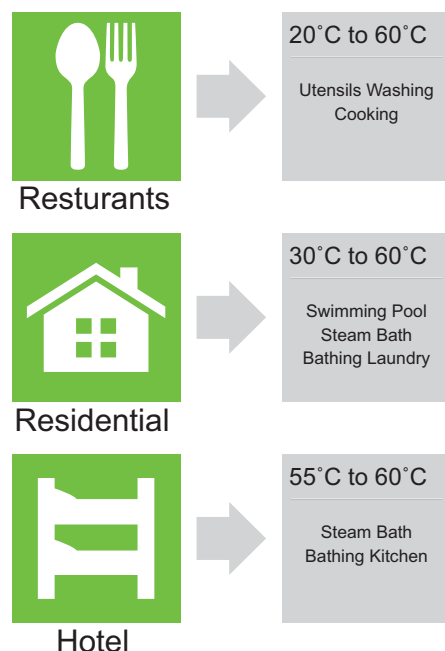 20˚C to 60˚C
Utensils Washing
Cooking
Resturants
30˚C to 60˚C
Swimming Pool
Steam Bath
Bathing Laundry
Residential
55˚C to 60˚C
Steam Bath
Bathing Kitchen
Hotel